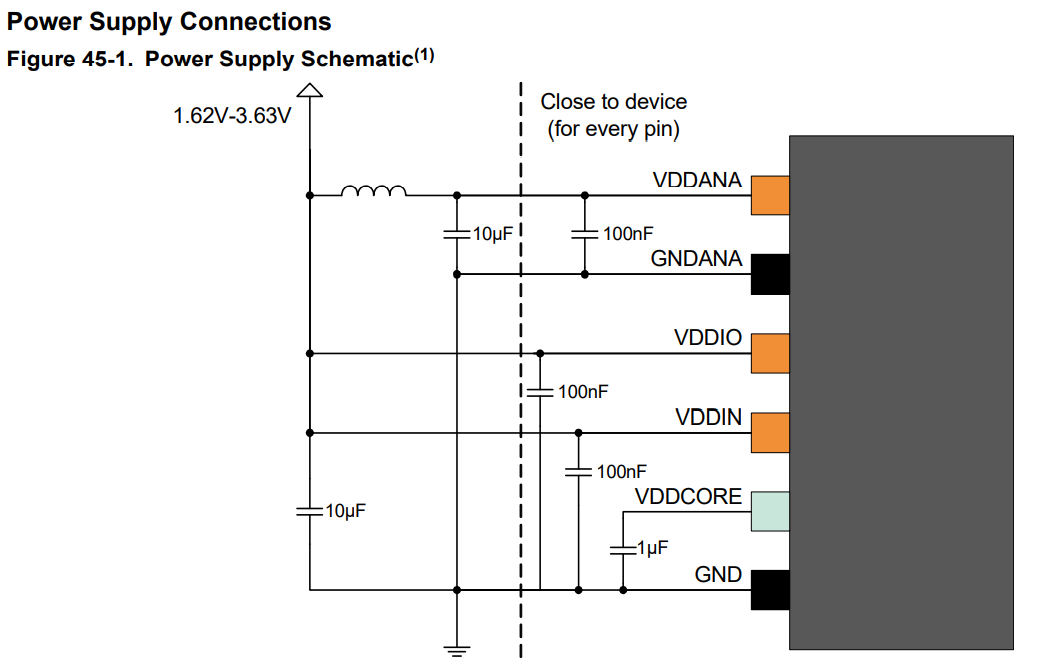 Power Supply Connections
Figure 45-1. Power Supply Schematic(1)
1.62V-3.63V
Close to device
(for every pin)
VDDANA
10µF
100nF
GNDANA
VDDIO
100nF
VDDIN
100nF
VDDCORE
10µF
1µF
GND